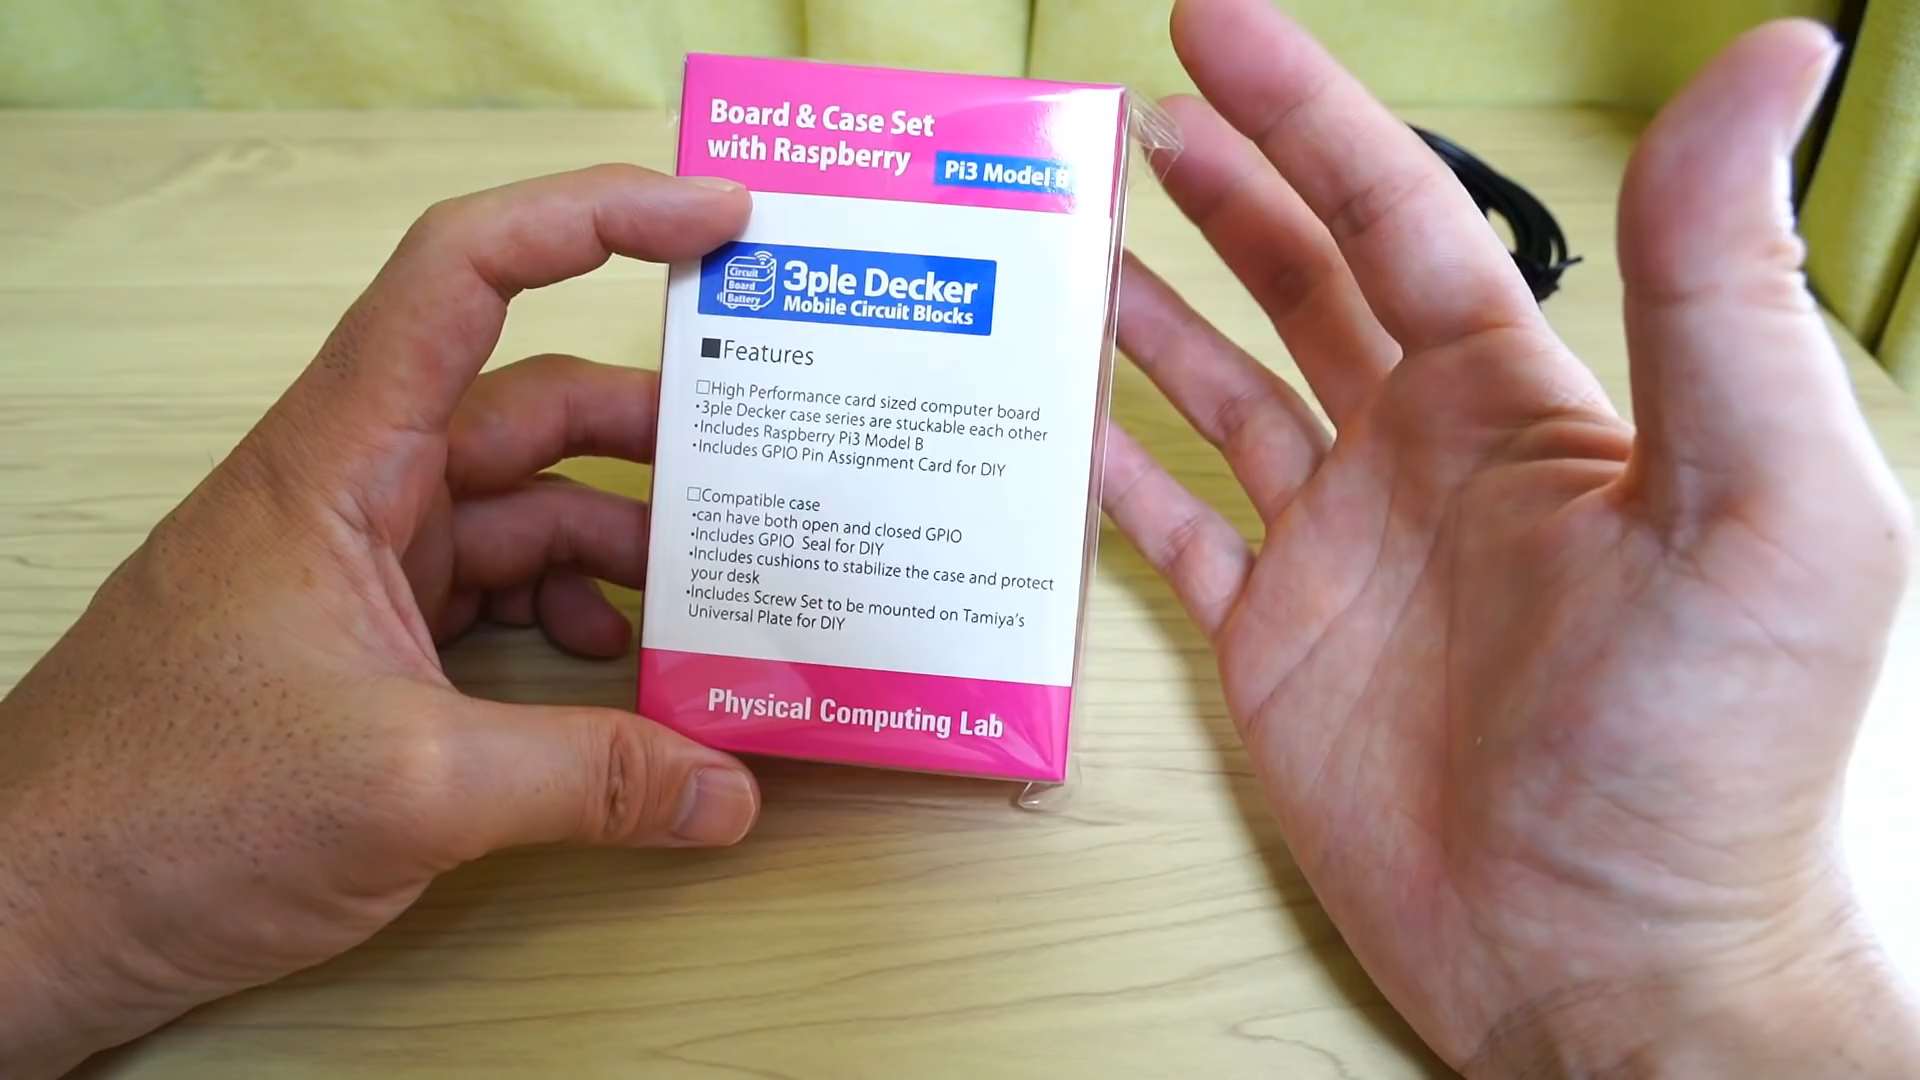 Board & Case Set
with Raspberry
Pi3 Model B
Circuit
Board
Battery
3ple Decker
Mobile Circuit Blocks
■Features
□High Performance card sized computer board
•3ple Decker case series are stuckable each other
•Includes Raspberry Pi3 Model B
•Includes GPIO Pin Assignment Card for DIY
□Compatible case
•can have both open and closed GPIO
•Includes GPIO Seal for DIY
•Includes cushions to stabilize the case and protect
your desk
•Includes Screw Set to be mounted on Tamiya's
Universal Plate for DIY
Physical Computing Lab